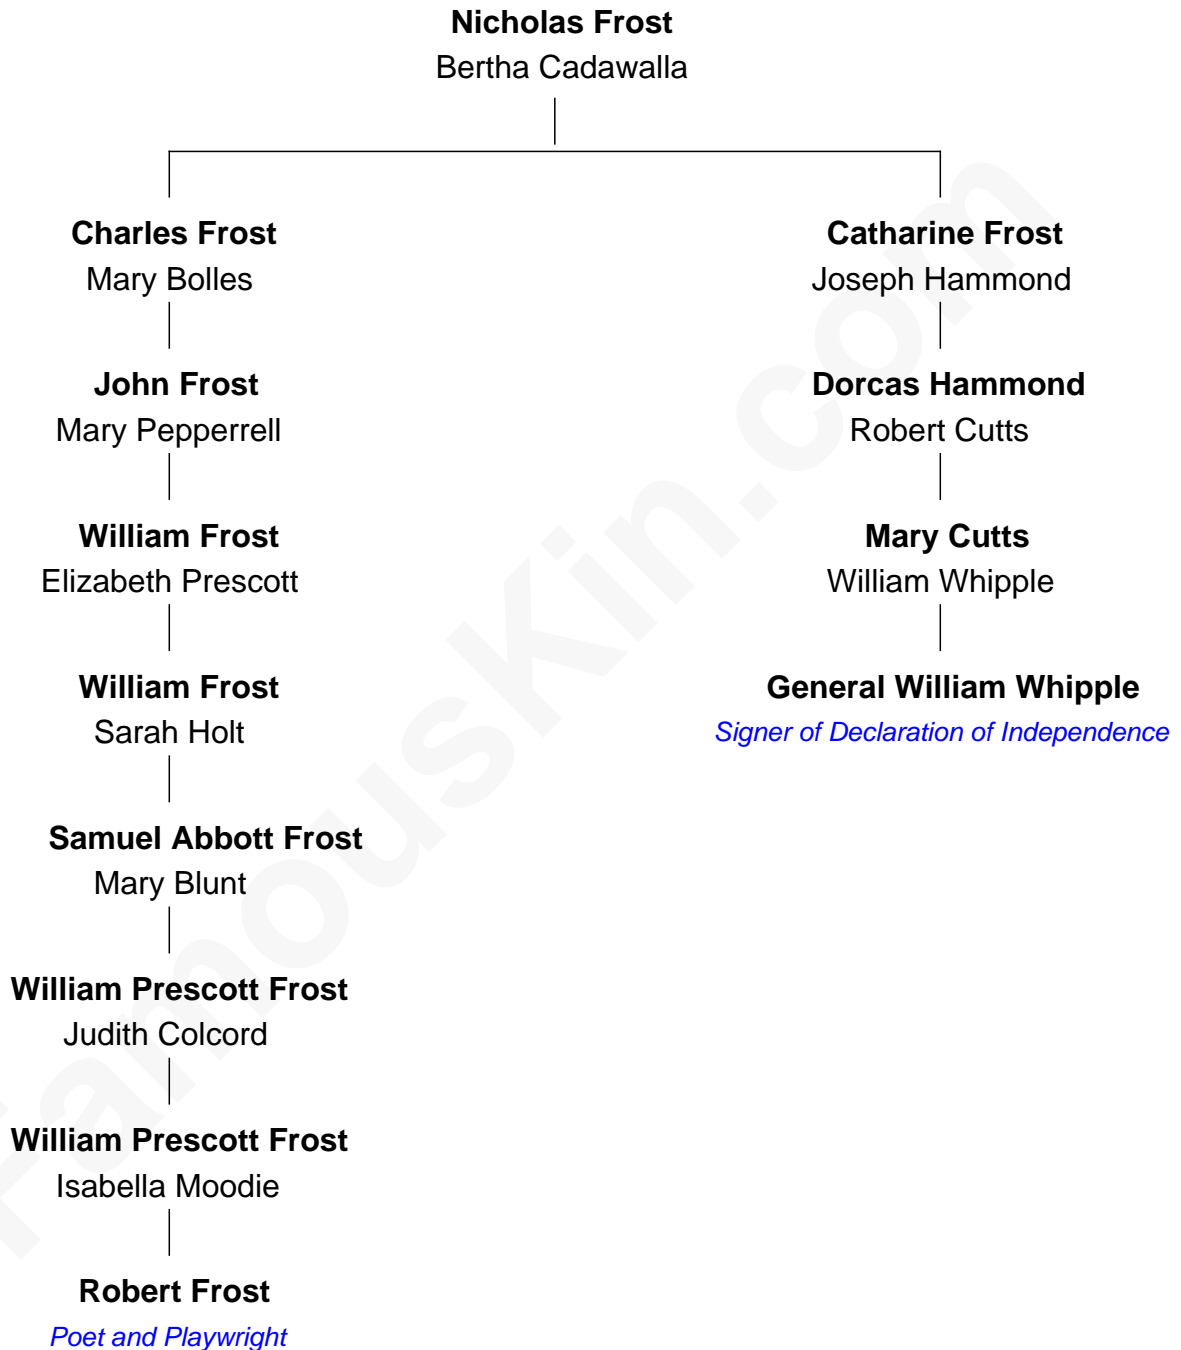 Nicholas Frost
Bertha Cadawalla
Charles Frost
Mary Bolles
Catharine Frost
Joseph Hammond
John Frost
Mary Pepperrell
Dorcas Hammond
Robert Cutts
William Frost
Elizabeth Prescott
Mary Cutts
William Whipple
William Frost
Sarah Holt
General William Whipple
Signer of Declaration of Independence
Samuel Abbott Frost
Mary Blunt
William Prescott Frost
Judith Colcord
William Prescott Frost
Isabella Moodie
Robert Frost
Poet and Playwright
FamousKin.com